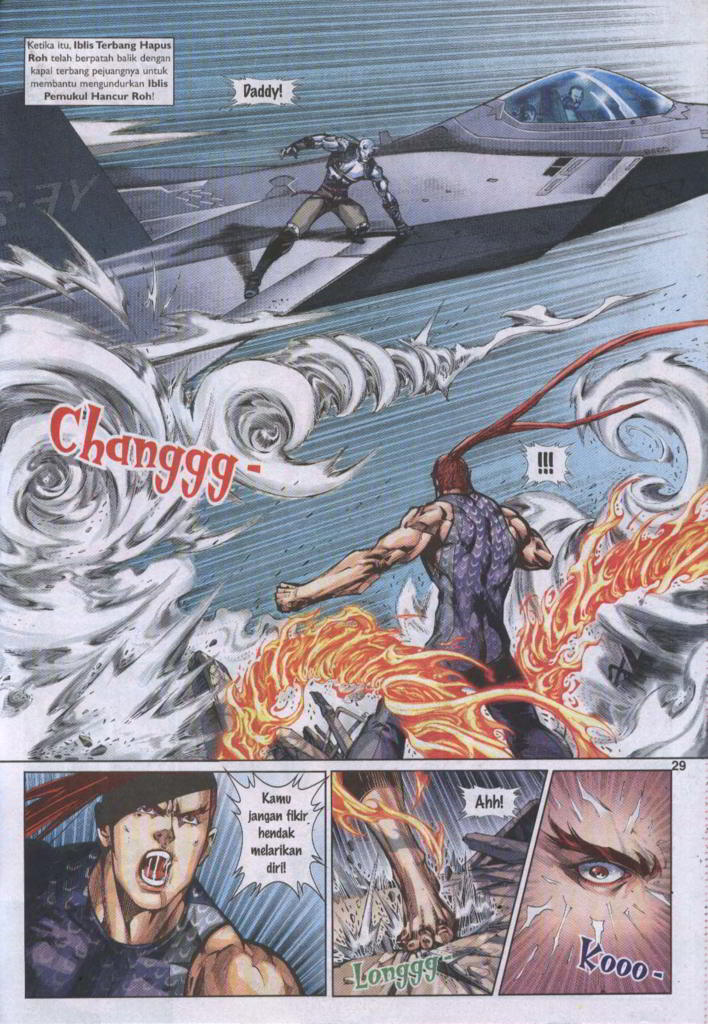 Ketika itu, Iblis Terbang Hapus
Roh telah berpatah balik dengan
kapal terbang pejuangnya untuk
membantu mengundurkan Iblis
Pemukul Hancur Roh!
Daddy!
Changgg-
!!!
29
Kamu
jangan fikir
hendak
melarikan
diri!
Ahh!
Longgg-
Kooo-